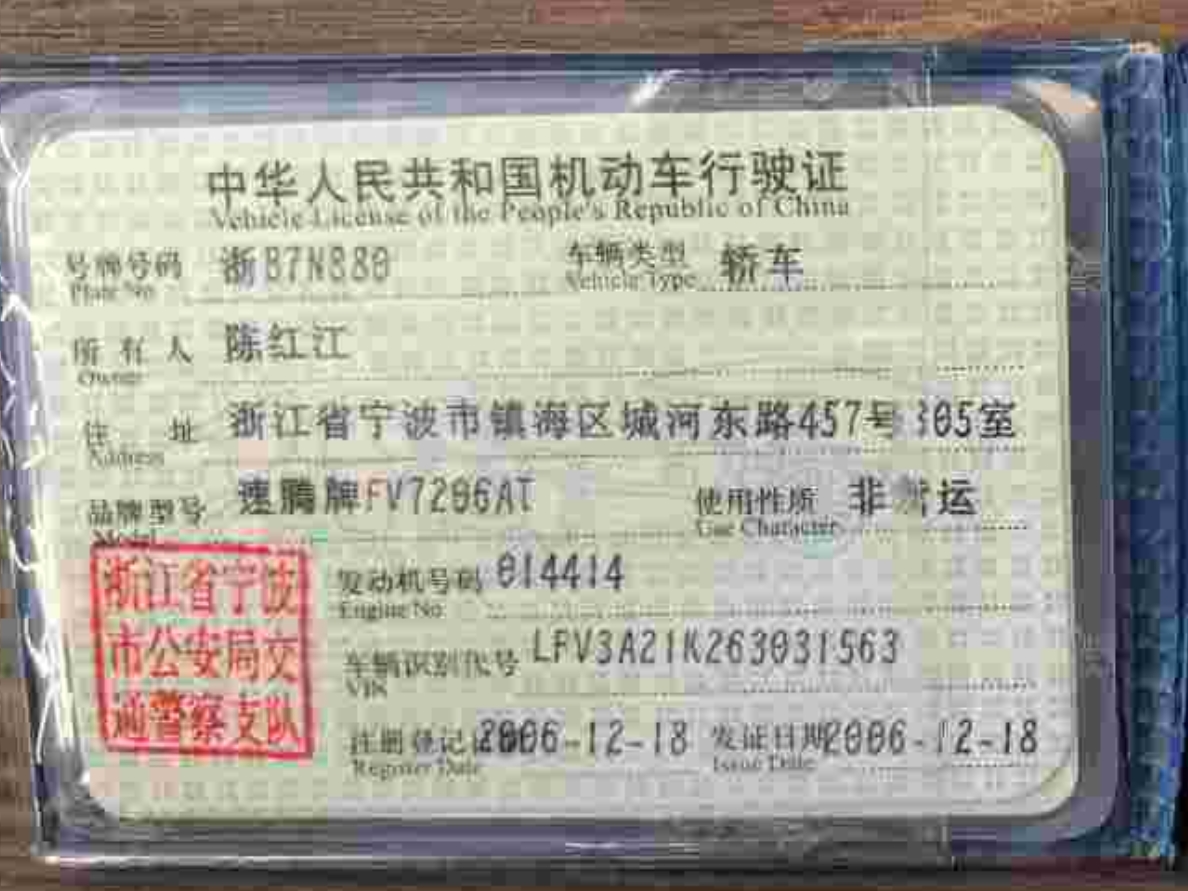 中华人民共和国机动车行驶证
Vehicle License of the People's Republic of China
号牌号码 浙B7N880 车辆类型 轿车
Plate No. Vehicle Type
所有人 陈红江
Owner
住址 浙江省宁波市镇海区城河东路457号305室
Address
品牌型号 速腾牌FV7206AT 使用性质 非营运
Model Use Character
浙江省宁波
市公安局交
通警察支队
发动机号码 014414
Engine No.
车辆识别代号 LFV3A21K263031563
VIN
注册登记日 2006-12-18 发证日期 2006-12-18
Register Date Issue Date